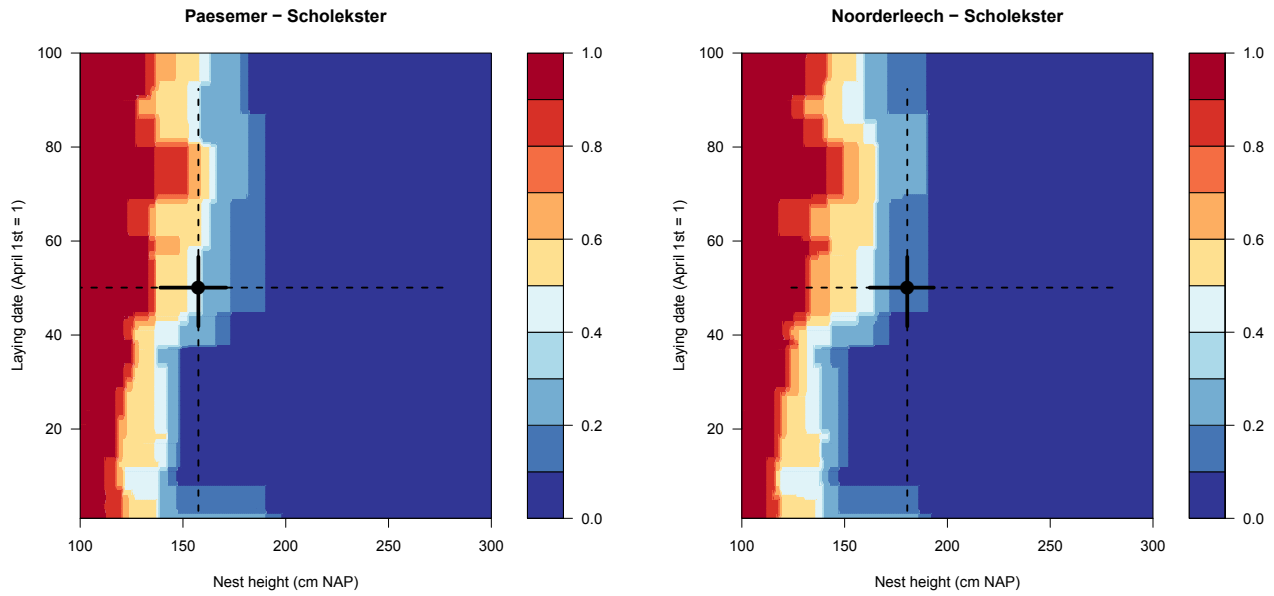 Paesemer − Scholekster
Laying date (April 1st = 1)
100
80
60
40
20
100 150 200 250 300
Nest height (cm NAP)
1.0
0.8
0.6
0.4
0.2
0.0
Noorderleech − Scholekster
Laying date (April 1st = 1)
100
80
60
40
20
100 150 200 250 300
Nest height (cm NAP)
1.0
0.8
0.6
0.4
0.2
0.0